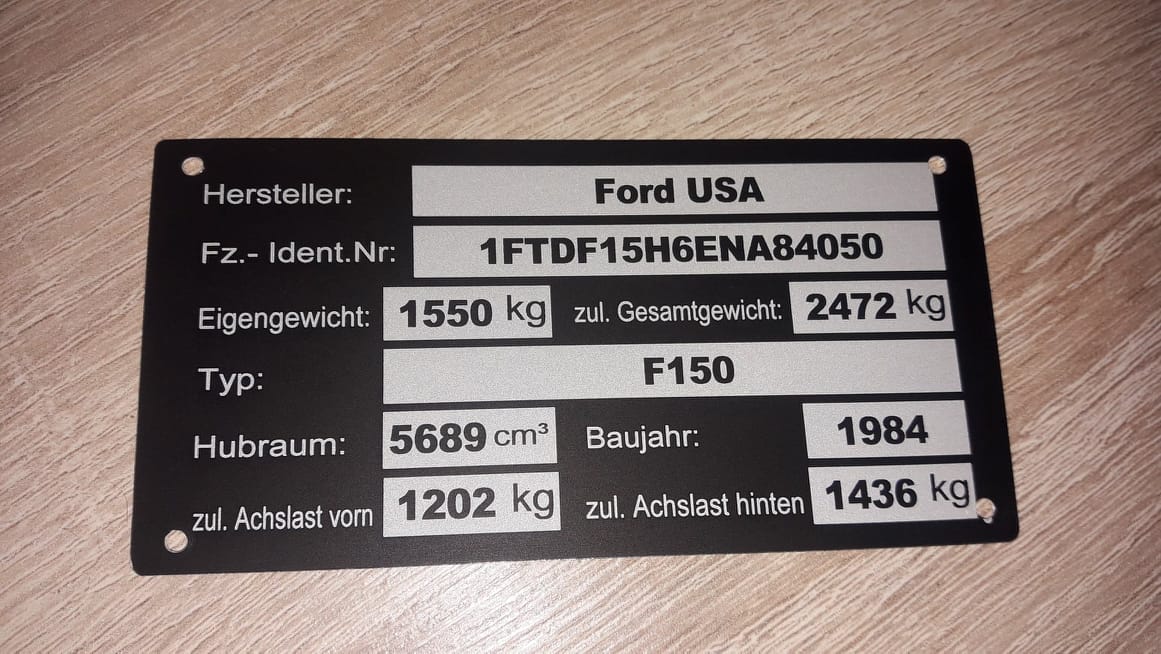 Hersteller: Ford USA
Fz.- Ident.Nr: 1FTDF15H6ENA84050
Eigengewicht: 1550 kg zul. Gesamtgewicht: 2472 kg
Typ: F150
Hubraum: 5689 cm³ Baujahr: 1984
zul. Achslast vorn 1202 kg zul. Achslast hinten 1436 kg